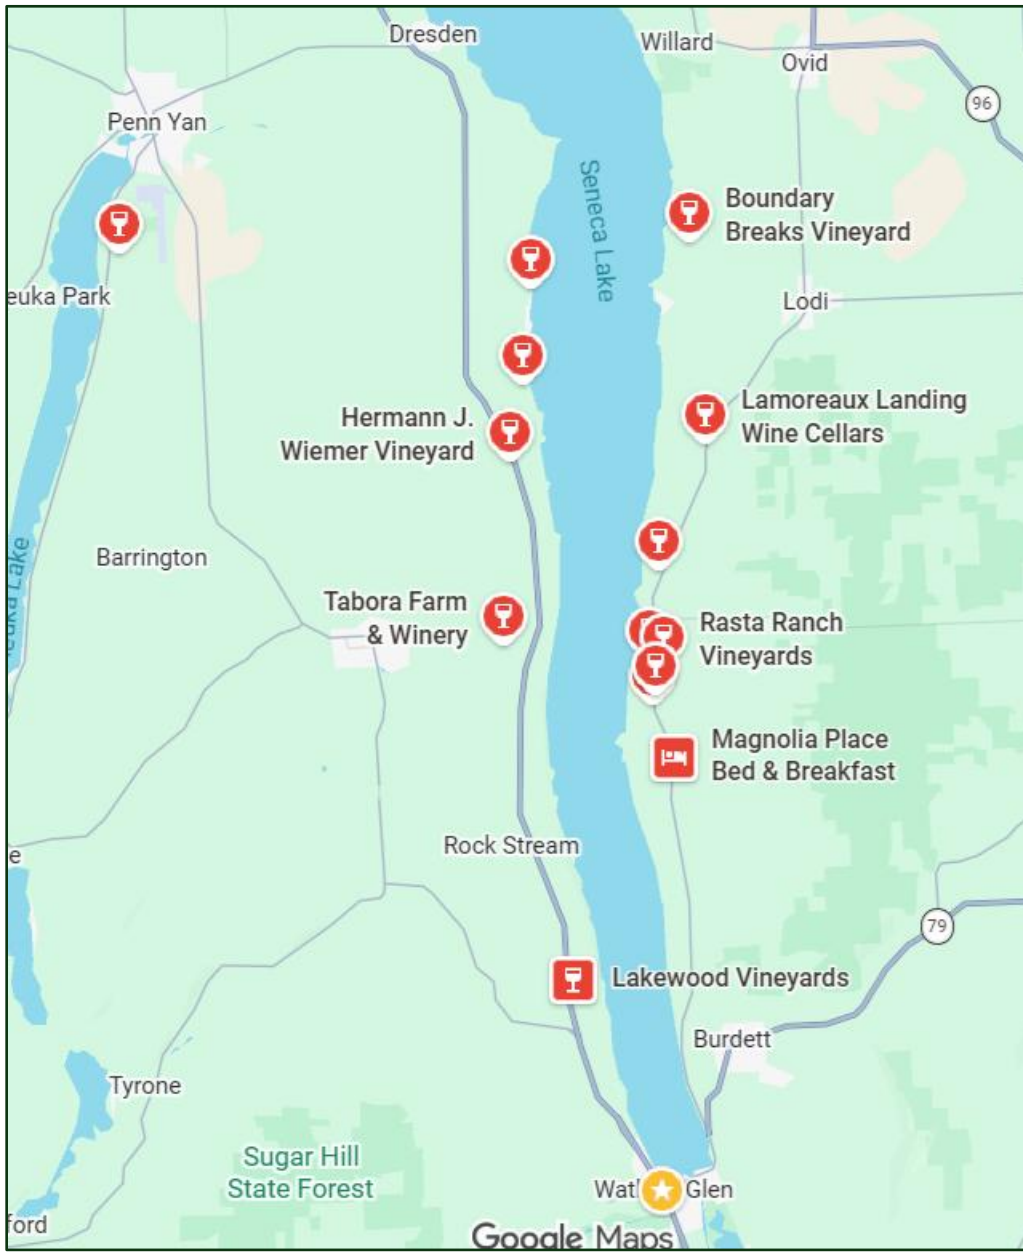 Dresden
Willard
Ovid
96
Penn Yan
Seneca Lake
Boundary
Breaks Vineyard
euka Park
Lodi
Hermann J.
Wiemer Vineyard
Lamoreaux Landing
Wine Cellars
Barrington
euka Lake
Tabora Farm
& Winery
Rasta Ranch
Vineyards
Magnolia Place
Bed & Breakfast
Rock Stream
e
79
Lakewood Vineyards
Burdett
Tyrone
Sugar Hill
State Forest
Wat Glen
ford
Google Maps